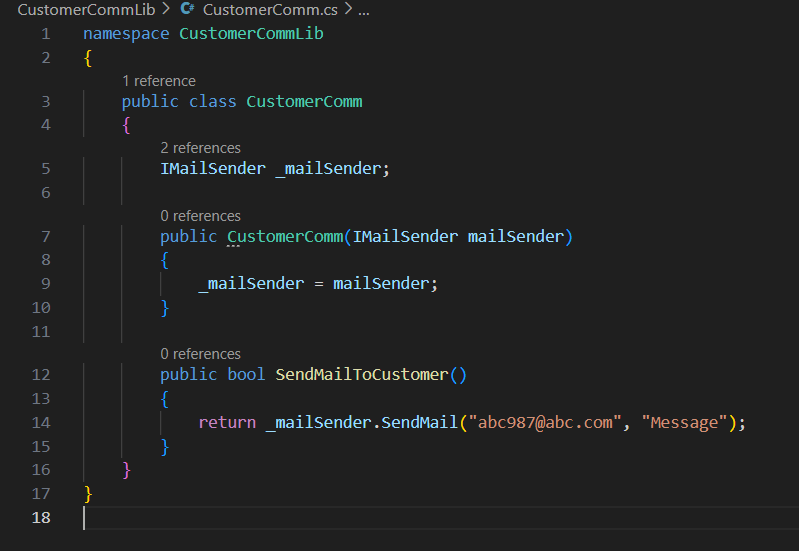 CustomerCommLib > C# CustomerComm.cs > ...
1 namespace CustomerCommLib
2 {
1 reference
3 public class CustomerComm
4 {
2 references
5 IMailSender _mailSender;
6
0 references
7 public CustomerComm(IMailSender mailSender)
8 {
9 _mailSender = mailSender;
10 }
11
0 references
12 public bool SendMailToCustomer()
13 {
14 return _mailSender.SendMail("abc987@abc.com", "Message");
15 }
16 }
17 }
18